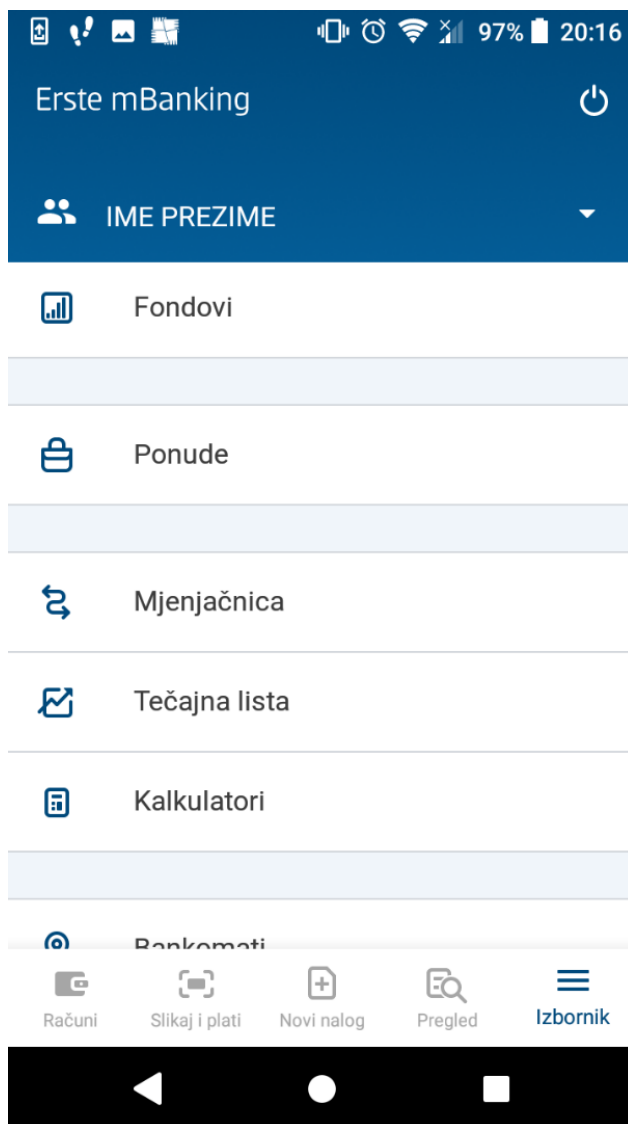 97% 20:16
Erste mBanking
IME PREZIME
Fondovi
Ponude
Mjenjačnica
Tečajna lista
Kalkulatori
Bankomati
Računi Slikaj i plati Novi nalog Pregled Izbornik